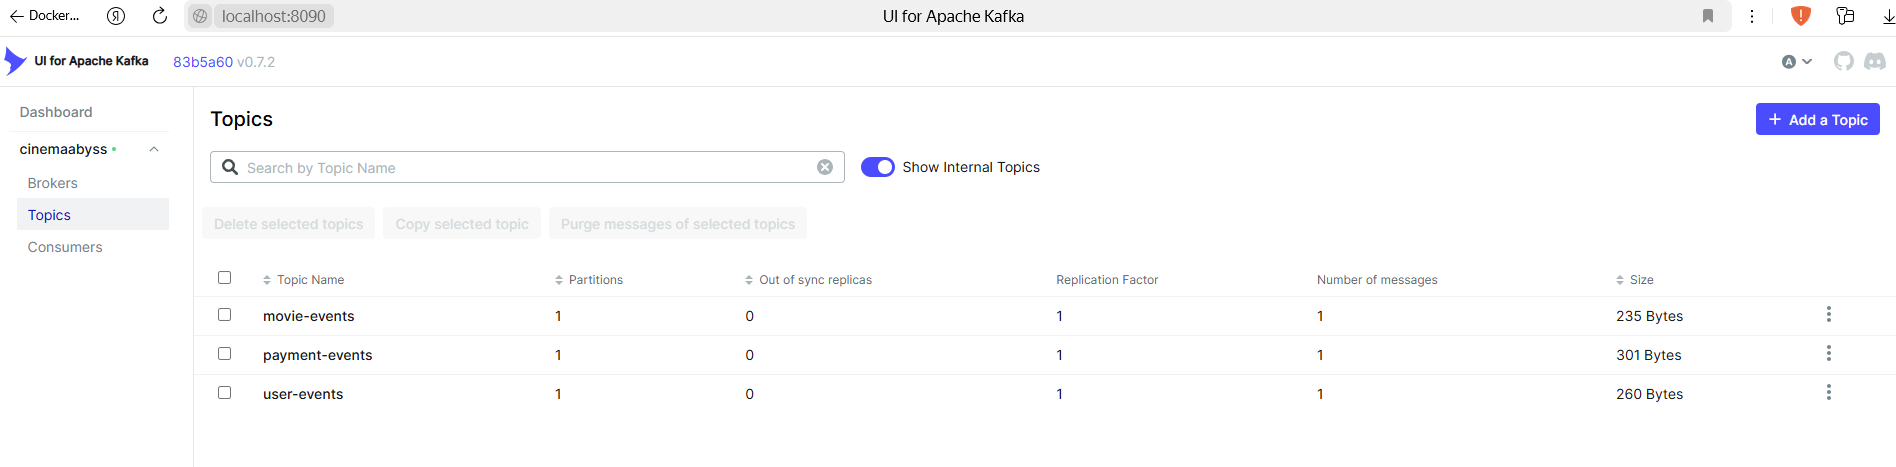 Docker... Я localhost:8090 UI for Apache Kafka
UI for Apache Kafka 83b5a60 v0.7.2 A
Dashboard
cinemaabyss
Brokers
Topics
Consumers
Topics
+ Add a Topic
Search by Topic Name Show Internal Topics
Delete selected topics Copy selected topic Purge messages of selected topics
Topic Name Partitions Out of sync replicas Replication Factor Number of messages Size
movie-events 1 0 1 1 235 Bytes
payment-events 1 0 1 1 301 Bytes
user-events 1 0 1 1 260 Bytes